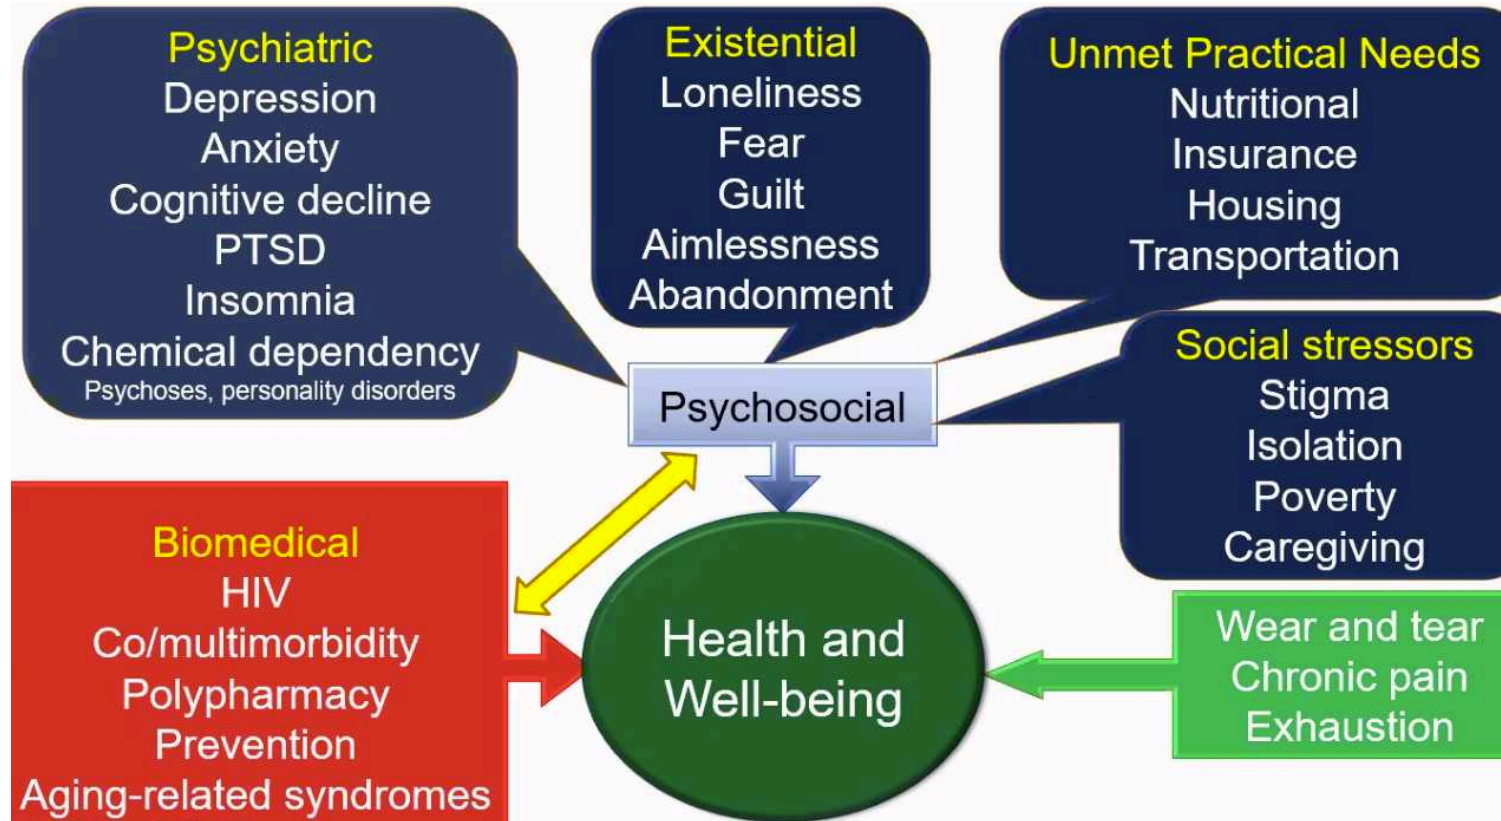 Psychiatric
Depression
Anxiety
Cognitive decline
PTSD
Insomnia
Chemical dependency
Psychoses, personality disorders
Existential
Loneliness
Fear
Guilt
Aimlessness
Abandonment
Unmet Practical Needs
Nutritional
Insurance
Housing
Transportation
Social stressors
Stigma
Isolation
Poverty
Caregiving
Psychosocial
Biomedical
HIV
Co/multimorbidity
Polypharmacy
Prevention
Aging-related syndromes
Health and
Well-being
Wear and tear
Chronic pain
Exhaustion